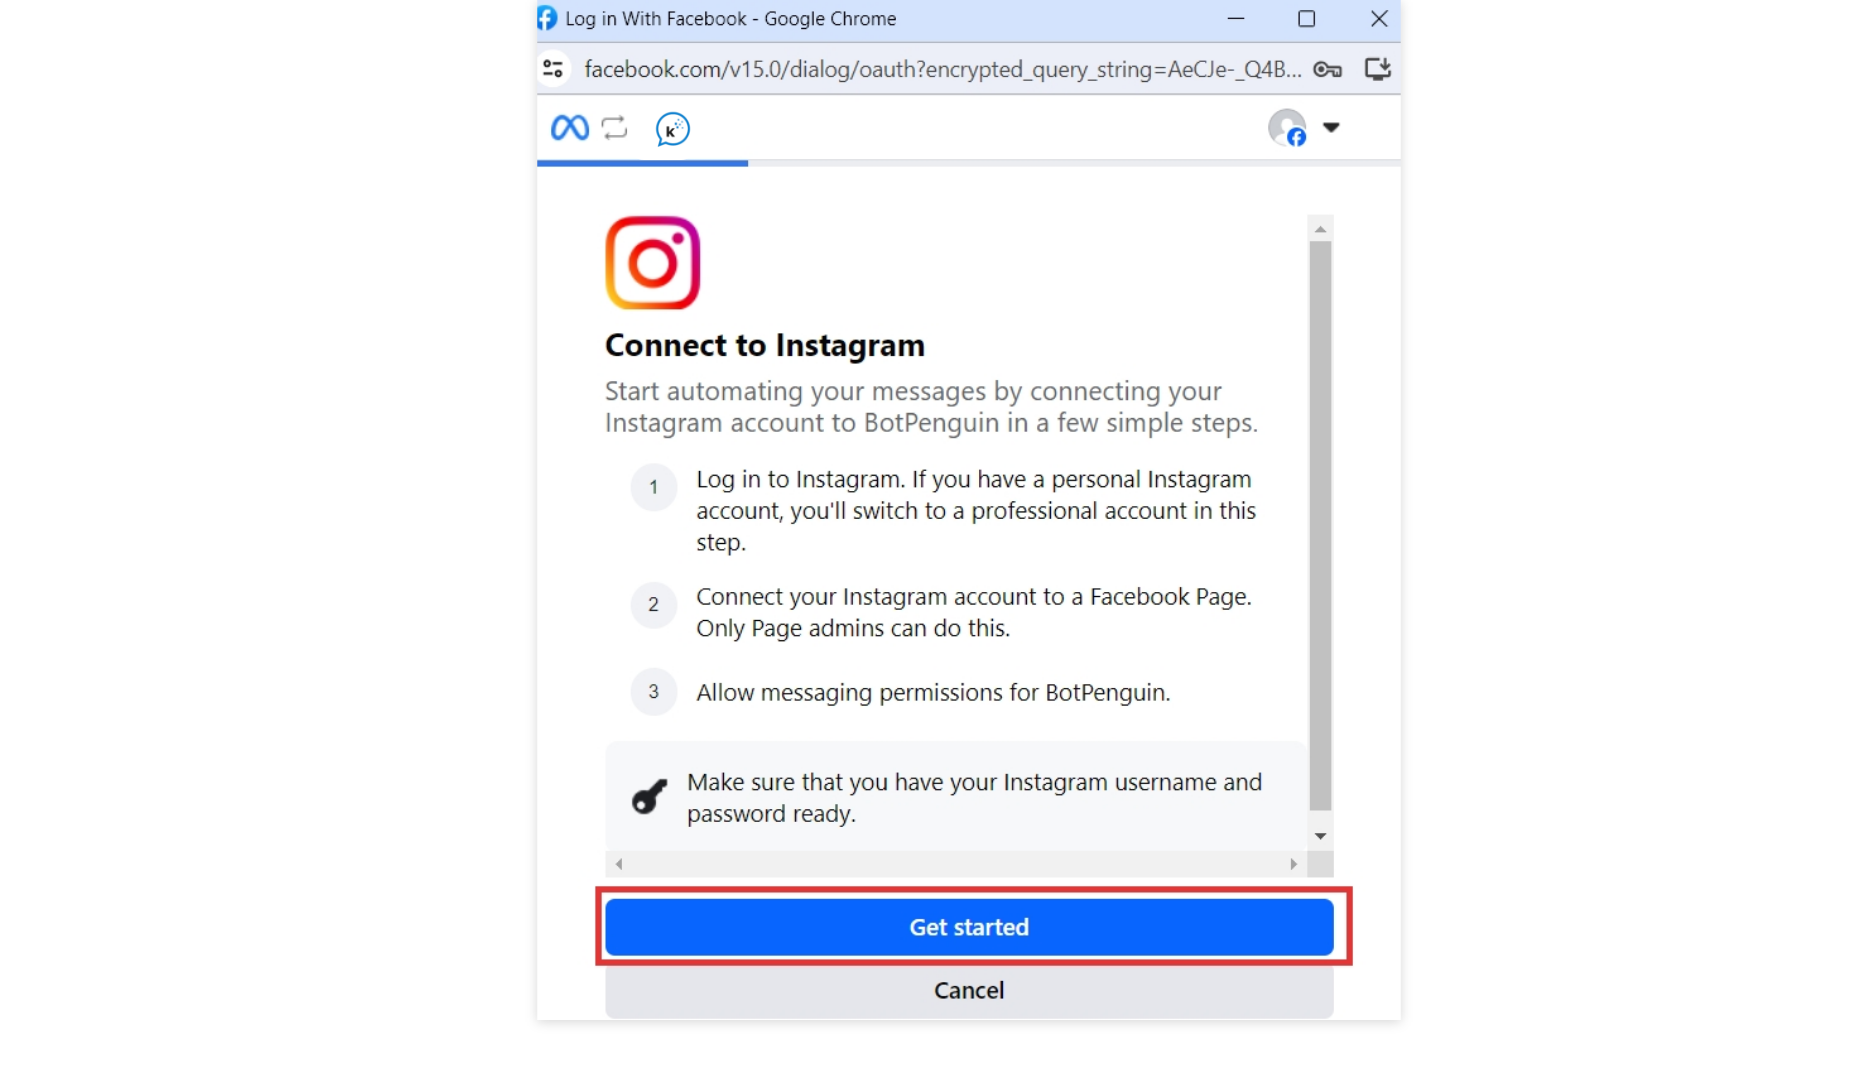 Log in With Facebook - Google Chrome
facebook.com/v15.0/dialog/oauth?encrypted_query_string=AeCJe-_Q4B...
k
Connect to Instagram
Start automating your messages by connecting your
Instagram account to BotPenguin in a few simple steps.
1
Log in to Instagram. If you have a personal Instagram
account, you'll switch to a professional account in this
step.
2
Connect your Instagram account to a Facebook Page.
Only Page admins can do this.
3
Allow messaging permissions for BotPenguin.
Make sure that you have your Instagram username and
password ready.
Get started
Cancel